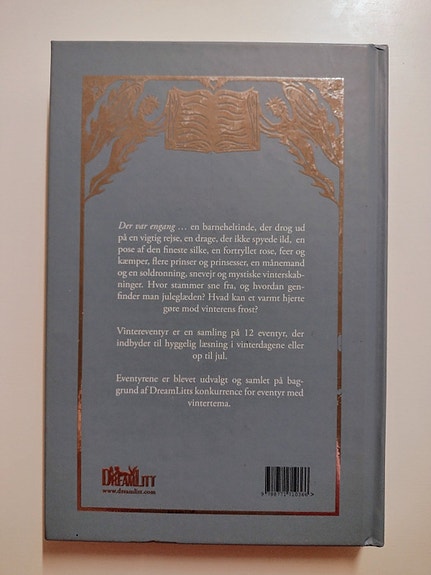 Der var engang … en barneheltinde, der drog ud
på en vigtig rejse, en drage, der ikke spyede ild, en
pose af den fineste silke, en fortryllet rose, feer og
kæmper, flere prinser og prinsesser, en månemand
og en soldronning, snevejr og mystiske vinterskab-
ninger. Hvor stammer sne fra, og hvordan gen-
finder man juleglæden? Hvad kan et varmt hjerte
gøre mod vinterens frost?
Vintereventyr er en samling på 12 eventyr, der
indbyder til hyggelig læsning i vinterdagene eller
op til jul.
Eventyrene er blevet udvalgt og samlet på bag-
grund af DreamLitts konkurrence for eventyr med
vintertema.
DREAMLITT
www.dreamlitt.com